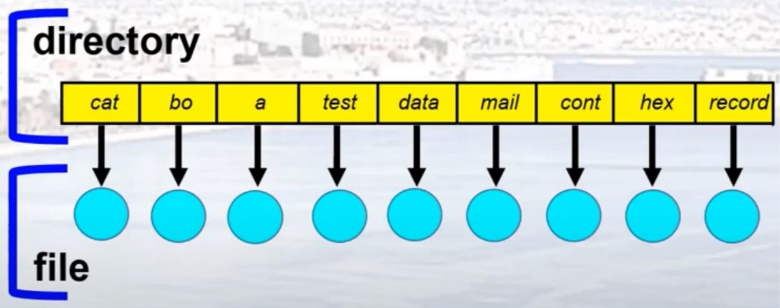 directory
cat bo a test data mail cont hex record
file